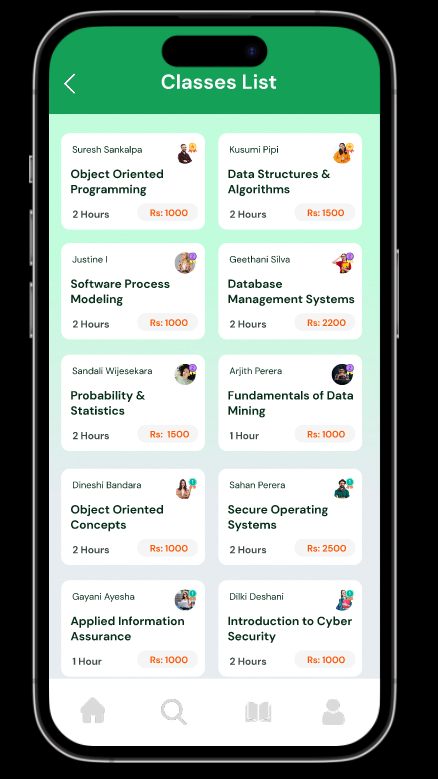 Classes List
Suresh Sankalpa
Object Oriented
Programming
2 Hours
Rs: 1000
Kusumi Pipi
Data Structures &
Algorithms
2 Hours
Rs: 1500
Justine I
Software Process
Modeling
2 Hours
Rs: 1000
Geethani Silva
Database
Management Systems
2 Hours
Rs: 2200
Sandali Wijesekara
Probability &
Statistics
2 Hours
Rs:  1500
Arjith Perera
Fundamentals of Data
Mining
1 Hour
Rs: 1000
Dineshi Bandara
Object Oriented
Concepts
2 Hours
Rs: 1000
Sahan Perera
Secure Operating
Systems
2 Hours
Rs: 2500
Gayani Ayesha
Applied Information
Assurance
1 Hour
Rs: 1000
Dilki Deshani
Introduction to Cyber
Security
2 Hours
Rs: 1000